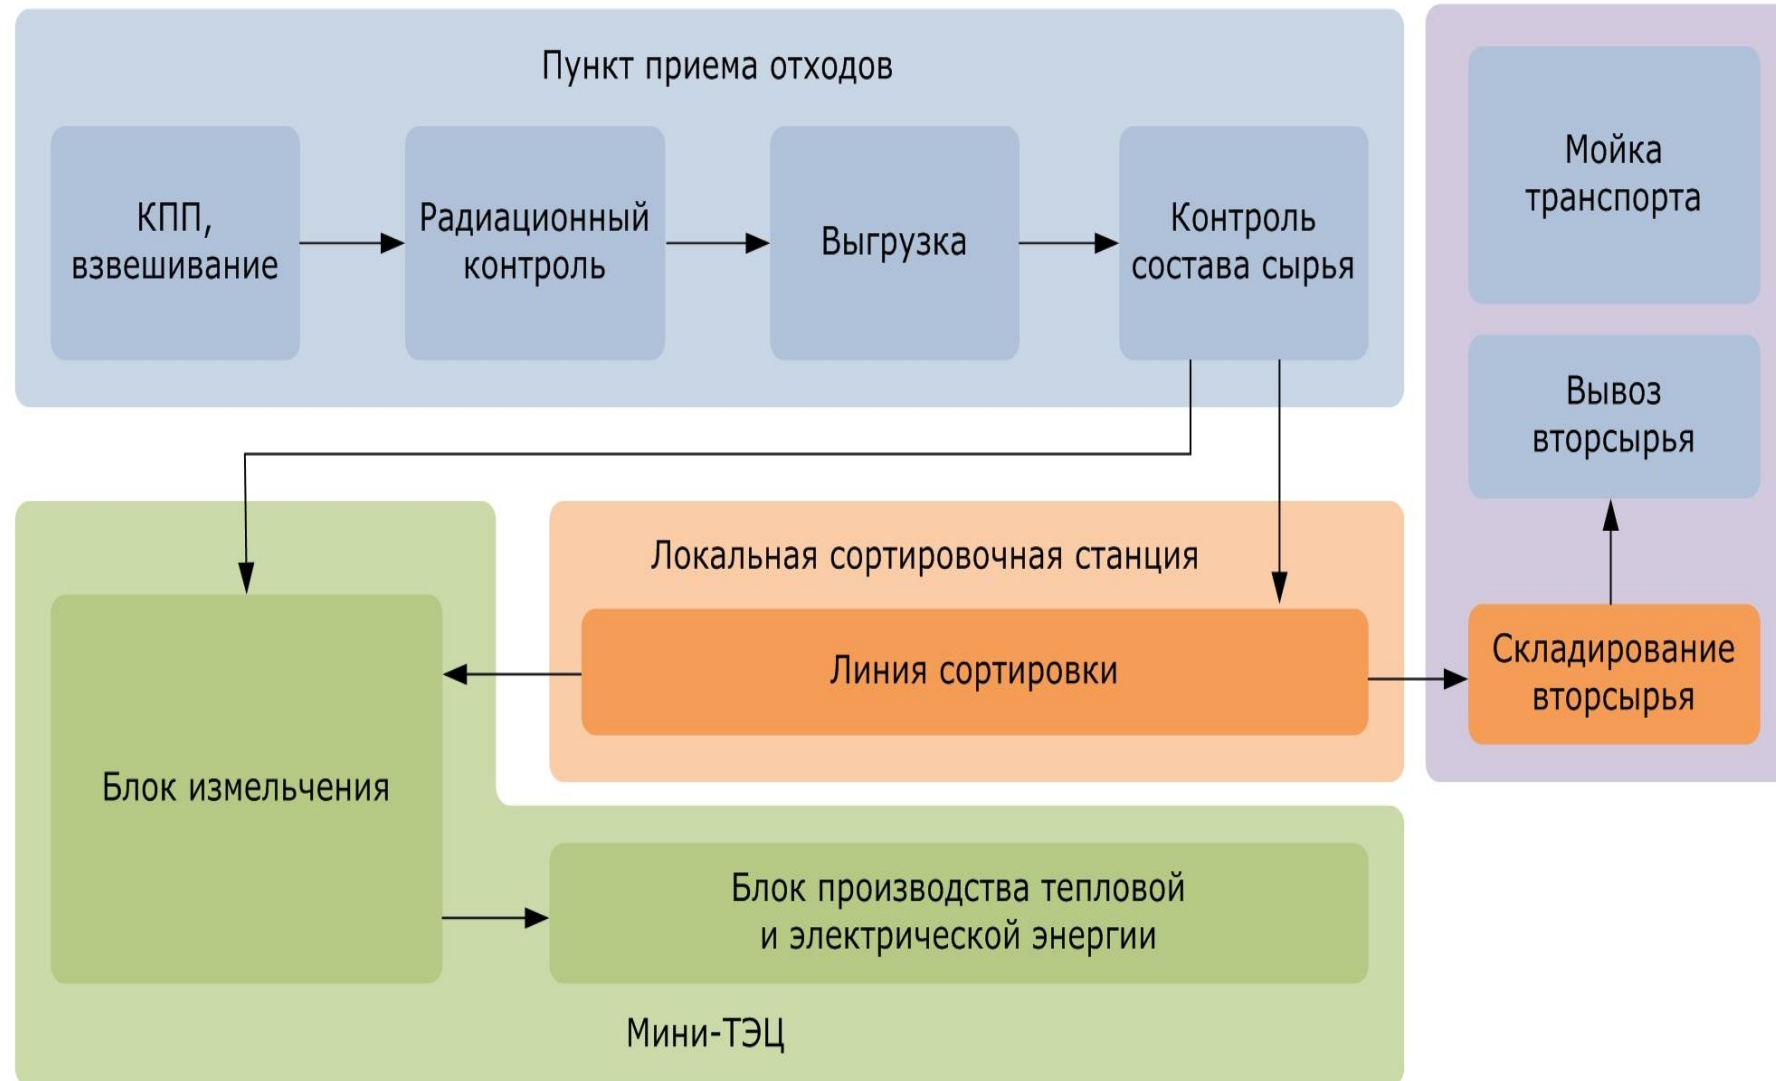 Пункт приема отходов
КПП,
взвешивание
Радиационный
контроль
Выгрузка
Контроль
состава сырья
Мойка
транспорта
Вывоз
вторсырья
Локальная сортировочная станция
Линия сортировки
Складирование
вторсырья
Блок измельчения
Блок производства тепловой
и электрической энергии
Мини-ТЭЦ